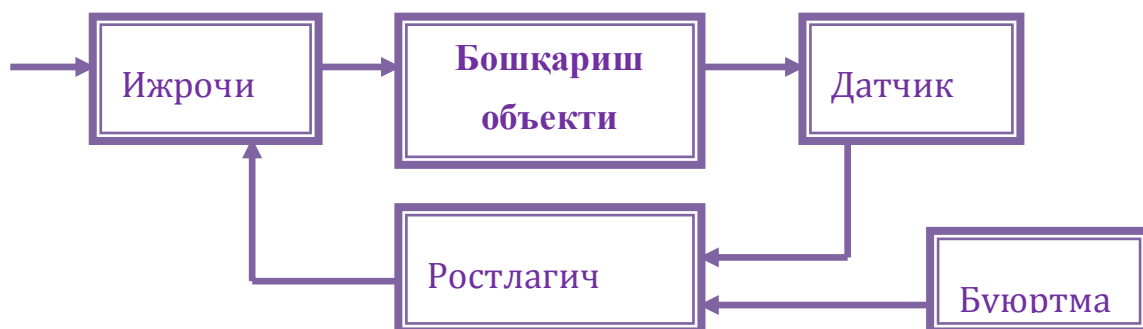 Ижрочи
Бошқариш
объекти
Датчик
Ростлагич
Буюртма